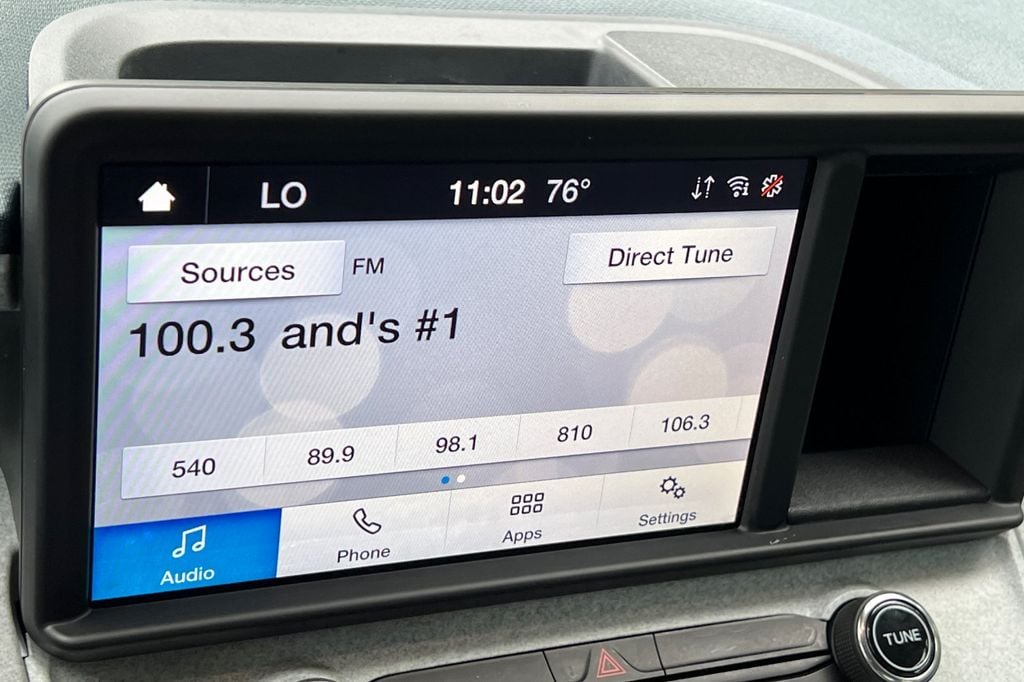 LO 11:02 76°
Sources FM Direct Tune
100.3 and's #1
540 89.9 98.1 810 106.3
Audio Phone Apps Settings
TUNE